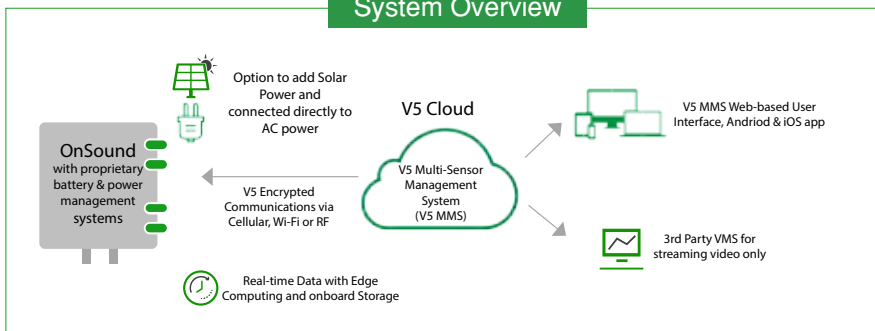 System Overview
Option to add Solar
Power and
connected directly to
AC power
OnSound
with proprietary
battery & power
management
systems
V5 Encrypted
Communications via
Cellular, Wi-Fi or RF
Real-time Data with Edge
Computing and onboard Storage
V5 Cloud
V5 Multi-Sensor
Management
System
(V5 MMS)
V5 MMS Web-based User
Interface, Andriod & iOS app
3rd Party VMS for
streaming video only